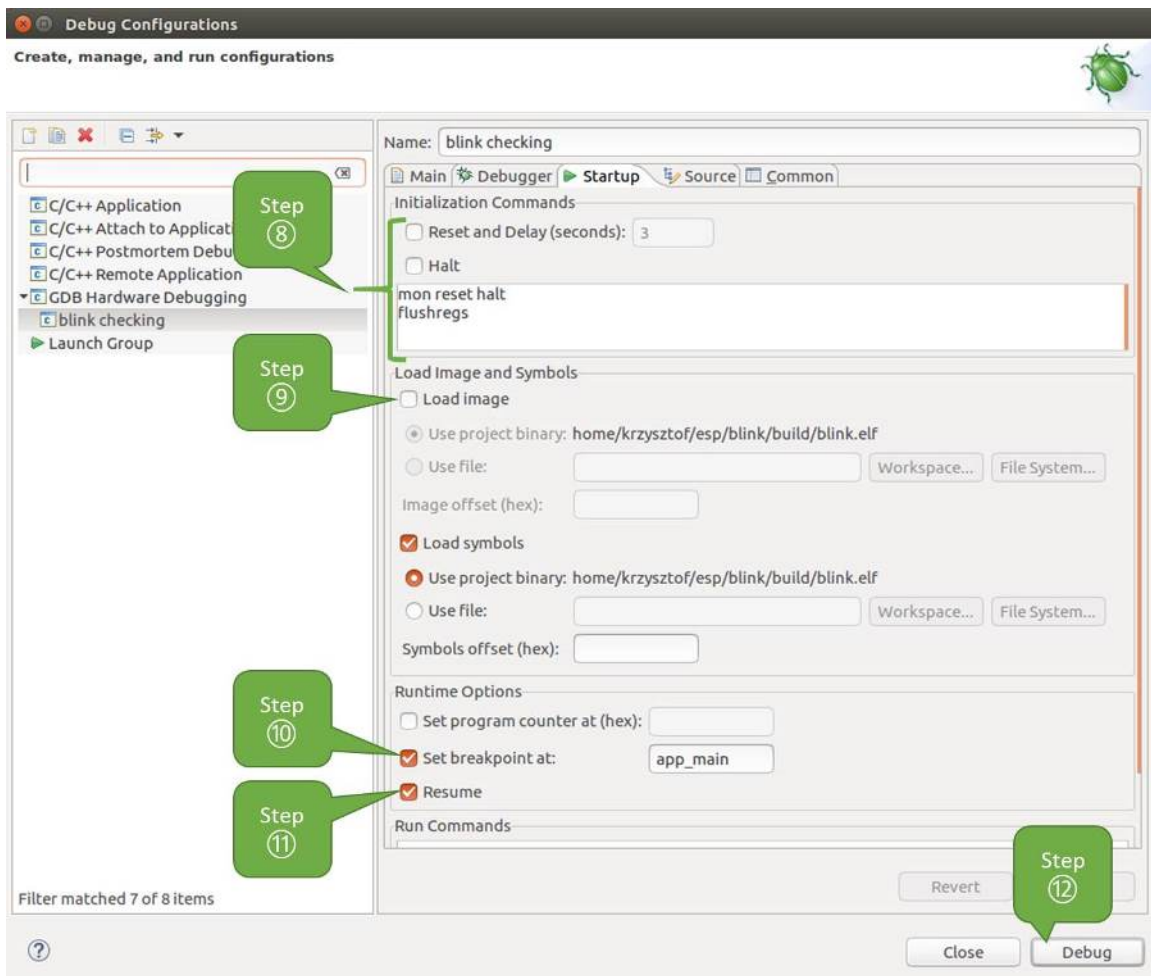 Debug Configurations
Create, manage, and run configurations
C/C++ Application
C/C++ Attach to Applicati
C/C++ Postmortem Debu
C/C++ Remote Application
GDB Hardware Debugging
blink checking
Launch Group
Filter matched 7 of 8 items
Name: blink checking
Main Debugger Startup Source Common
Initialization Commands
Reset and Delay (seconds): 3
Halt
mon reset halt
flushregs
Load Image and Symbols
Load image
Use project binary: home/krzysztof/esp/blink/build/blink.elf
Use file: Workspace... File System...
Image offset (hex):
Load symbols
Use project binary: home/krzysztof/esp/blink/build/blink.elf
Use file: Workspace... File System...
Symbols offset (hex):
Runtime Options
Set program counter at (hex):
Set breakpoint at: app_main
Resume
Run Commands
Revert
Close Debug
Step
⑧
Step
⑨
Step
⑩
Step
⑪
Step
⑫